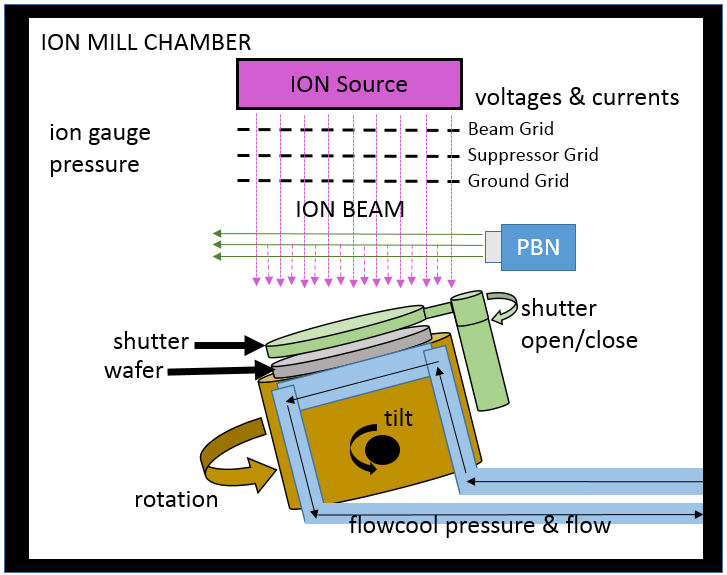 ION MILL CHAMBER
ION Source
voltages & currents
ion gauge
pressure
Beam Grid
Suppressor Grid
Ground Grid
ION BEAM
PBN
shutter
open/close
shutter
wafer
tilt
rotation
flowcool pressure & flow